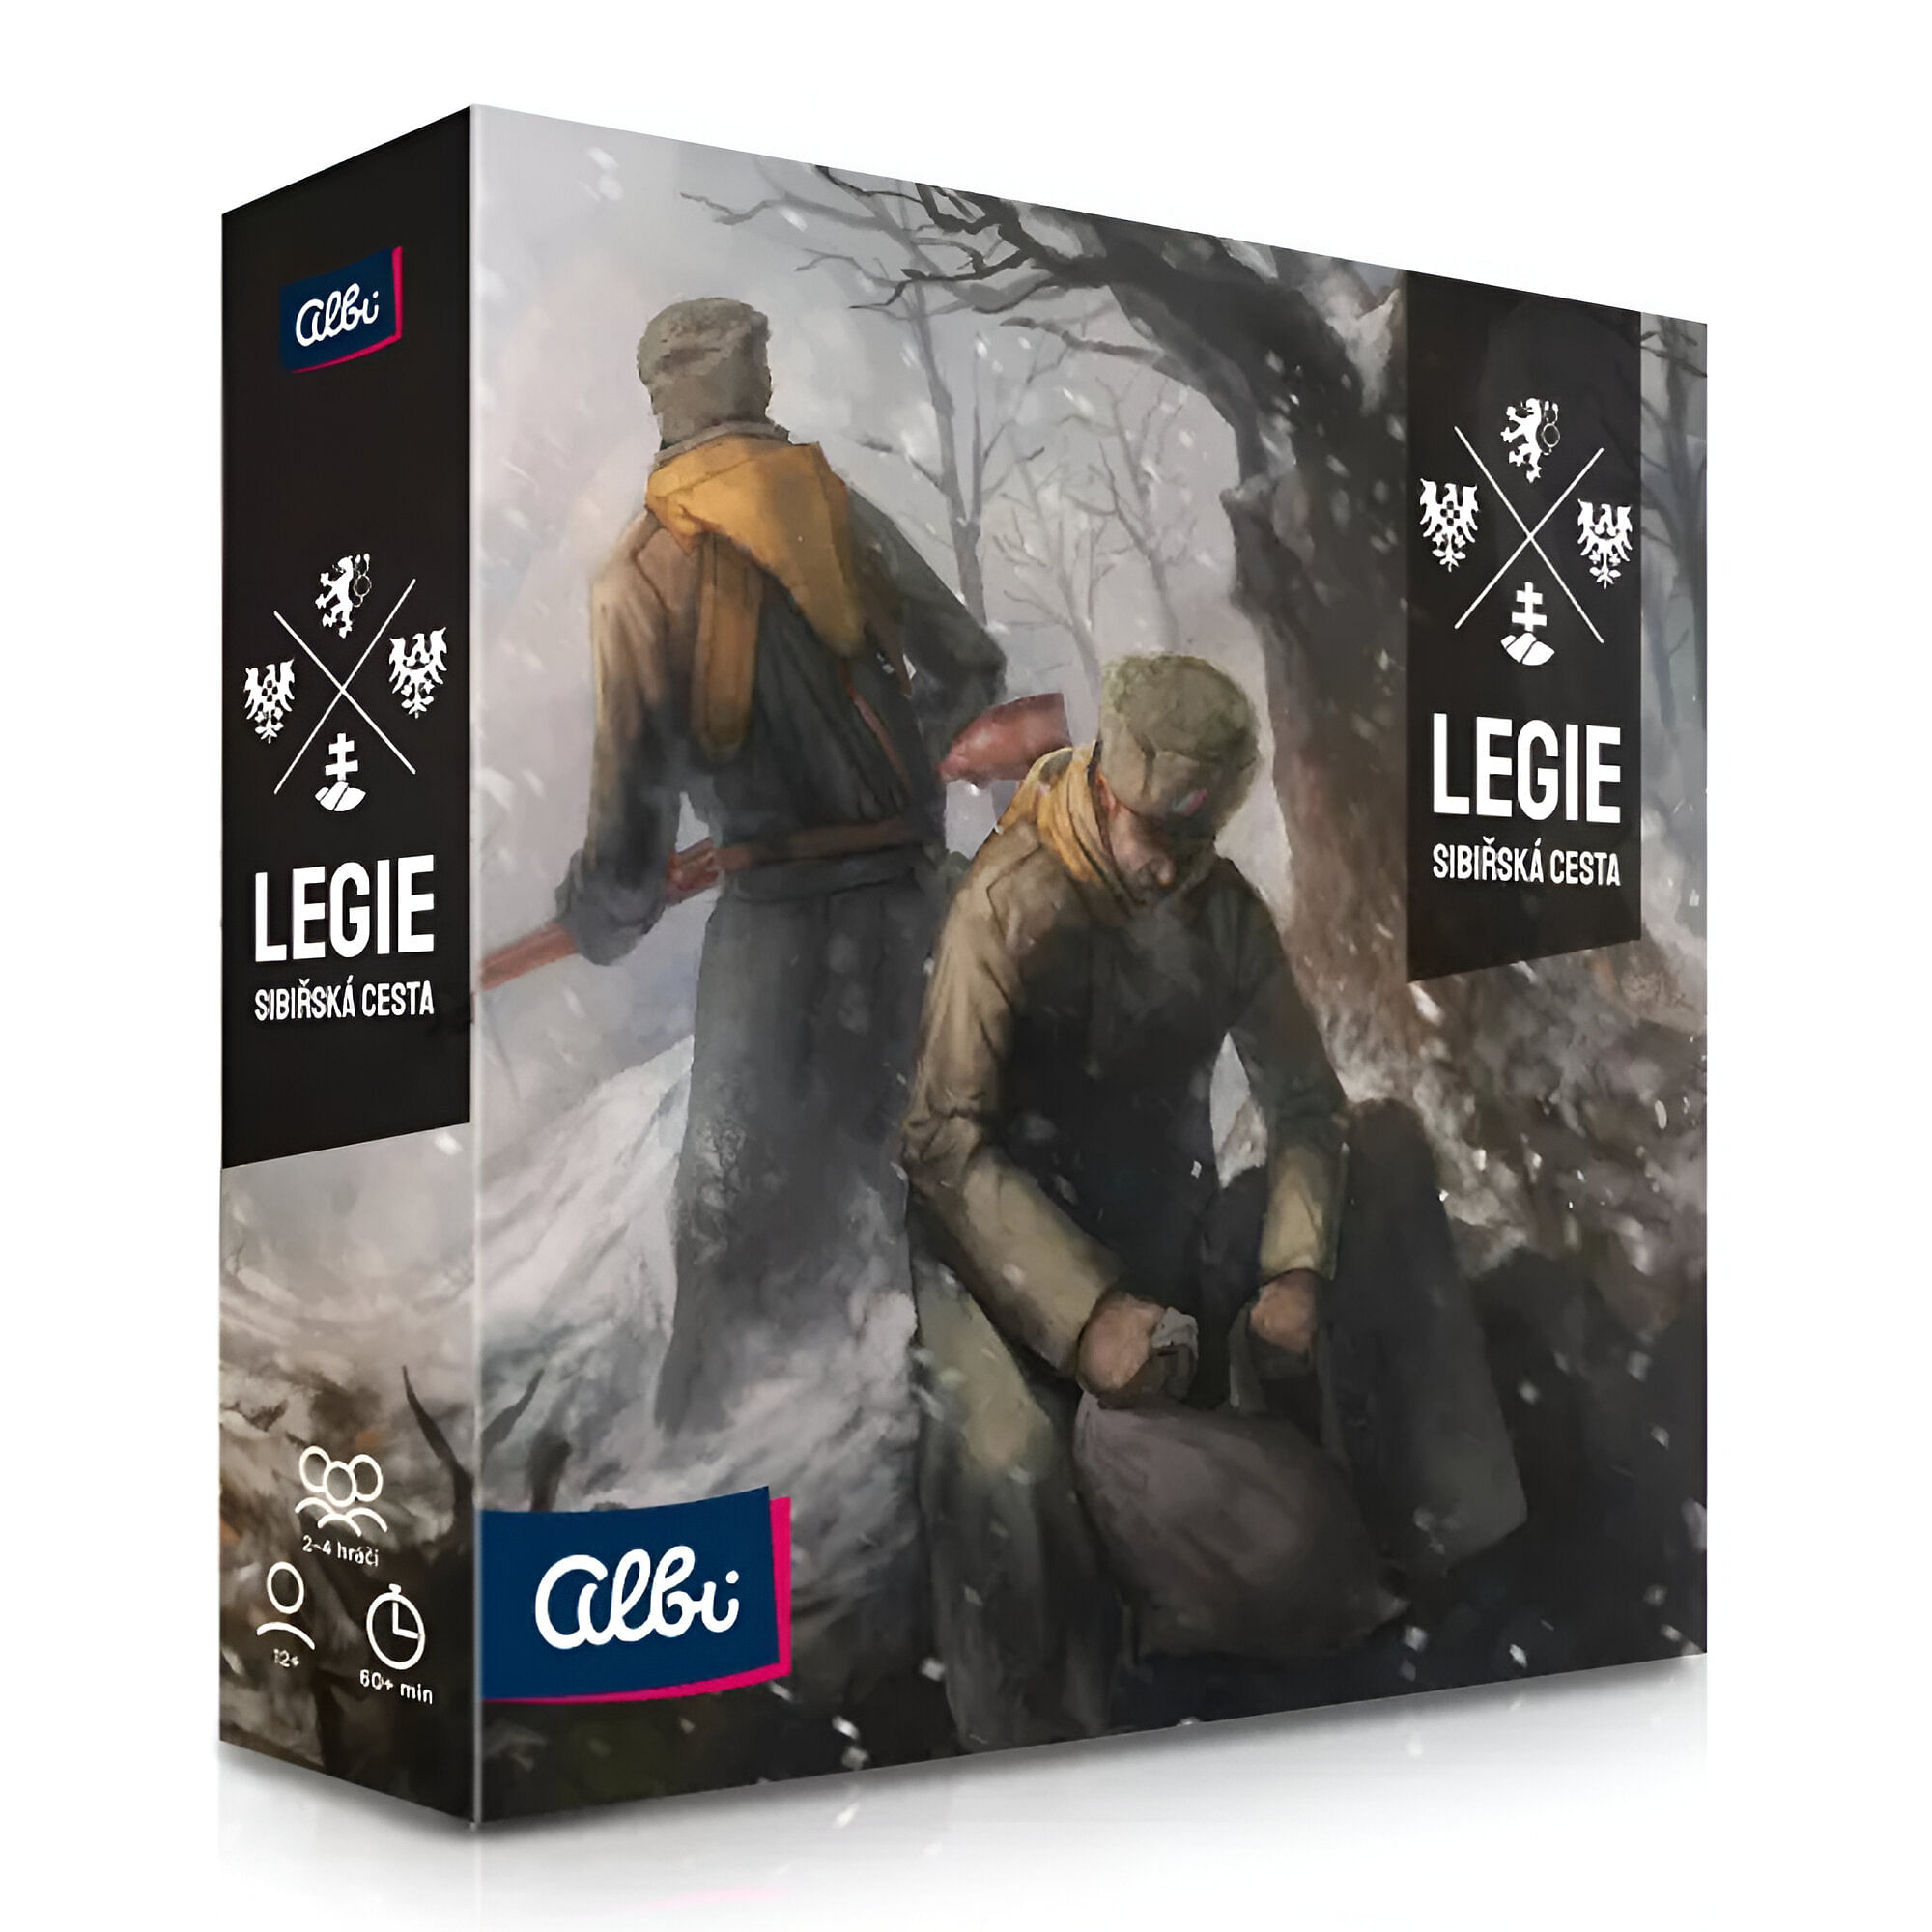 albi
LEGIE
SIBIŘSKÁ CESTA
2-4 hráči
12+
60+ min
LEGIE
SIBIŘSKÁ CESTA
albi